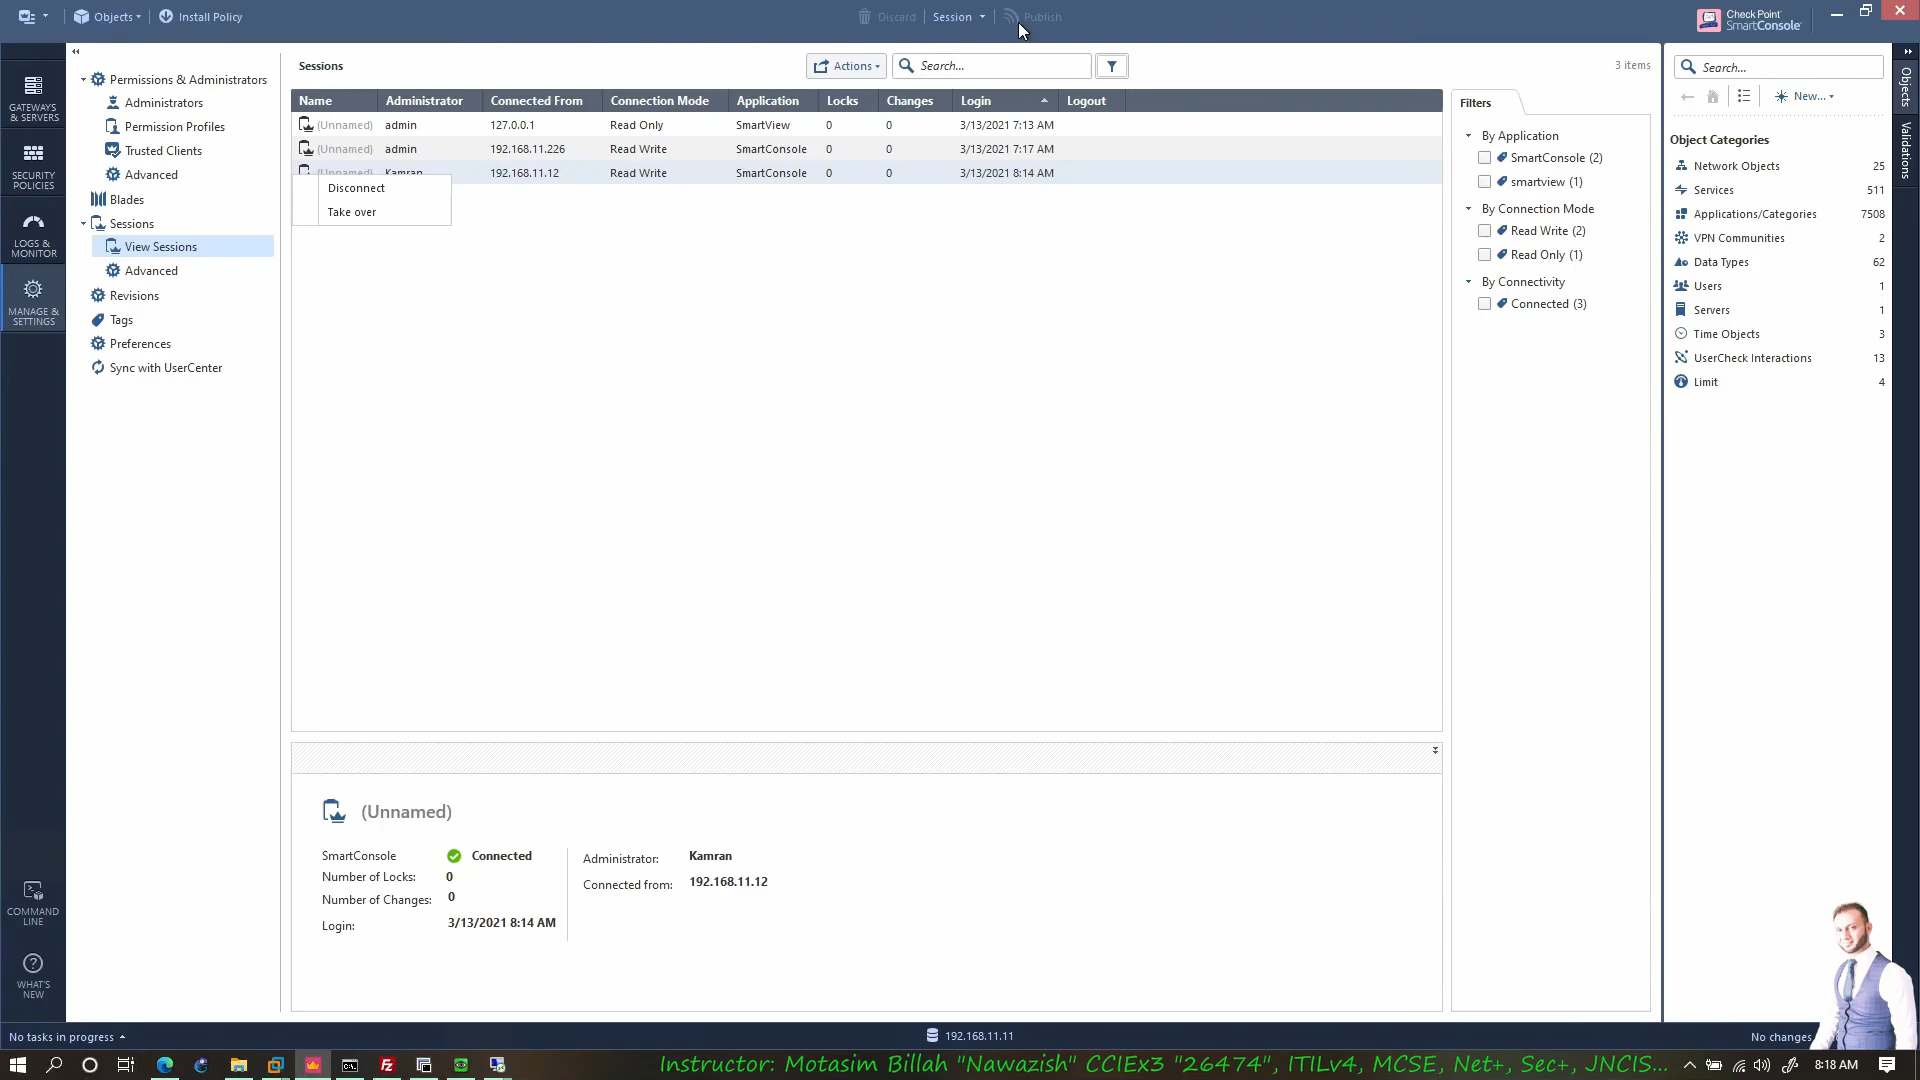 Objects
Install Policy
Discard
Session
Publish
Check Point
SmartConsole
GATEWAYS
& SERVERS
SECURITY
POLICIES
LOGS &
MONITOR
MANAGE &
SETTINGS
COMMAND
LINE
WHAT'S
NEW
Permissions & Administrators
Administrators
Permission Profiles
Trusted Clients
Advanced
Blades
Sessions
View Sessions
Advanced
Revisions
Tags
Preferences
Sync with UserCenter
Sessions
Actions
Search...
3 items
Name Administrator Connected From Connection Mode Application Locks Changes Login Logout
(Unnamed) admin 127.0.0.1 Read Only SmartView 0 0 3/13/2021 7:13 AM
(Unnamed) admin 192.168.11.226 Read Write SmartConsole 0 0 3/13/2021 7:17 AM
(Unnamed) Kamran 192.168.11.12 Read Write SmartConsole 0 0 3/13/2021 8:14 AM
Disconnect
Take over
(Unnamed)
SmartConsole Connected
Number of Locks: 0
Number of Changes: 0
Login: 3/13/2021 8:14 AM
Administrator: Kamran
Connected from: 192.168.11.12
Filters
By Application
SmartConsole (2)
smartview (1)
By Connection Mode
Read Write (2)
Read Only (1)
By Connectivity
Connected (3)
Search...
New...
Object Categories
Network Objects 25
Services 511
Applications/Categories 7508
VPN Communities 2
Data Types 62
Users 1
Servers 1
Time Objects 3
UserCheck Interactions 13
Limit 4
Objects
Validations
No tasks in progress
192.168.11.11
No changes
Instructor: Motasim Billah "Nawazish" CCIEx3 "26474", ITILv4, MCSE, Net+, Sec+, JNCIS...
8:18 AM